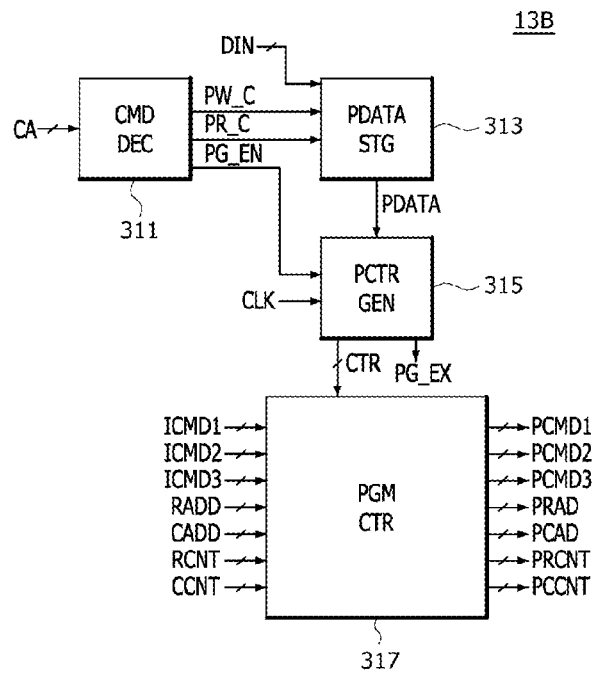 13B
DIN
CA
CMD
DEC
PW_C
PR_C
PG_EN
PDATA
STG
313
311
PDATA
CLK
PCTR
GEN
315
CTR
PG_EX
ICMD1
ICMD2
ICMD3
RADD
CADD
RCNT
CCNT
PGM
CTR
PCMD1
PCMD2
PCMD3
PRAD
PCAD
PRCNT
PCCNT
317